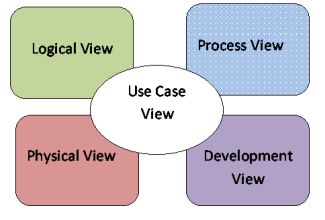 Logical View
Process View
Use Case
View
Physical View
Development
View